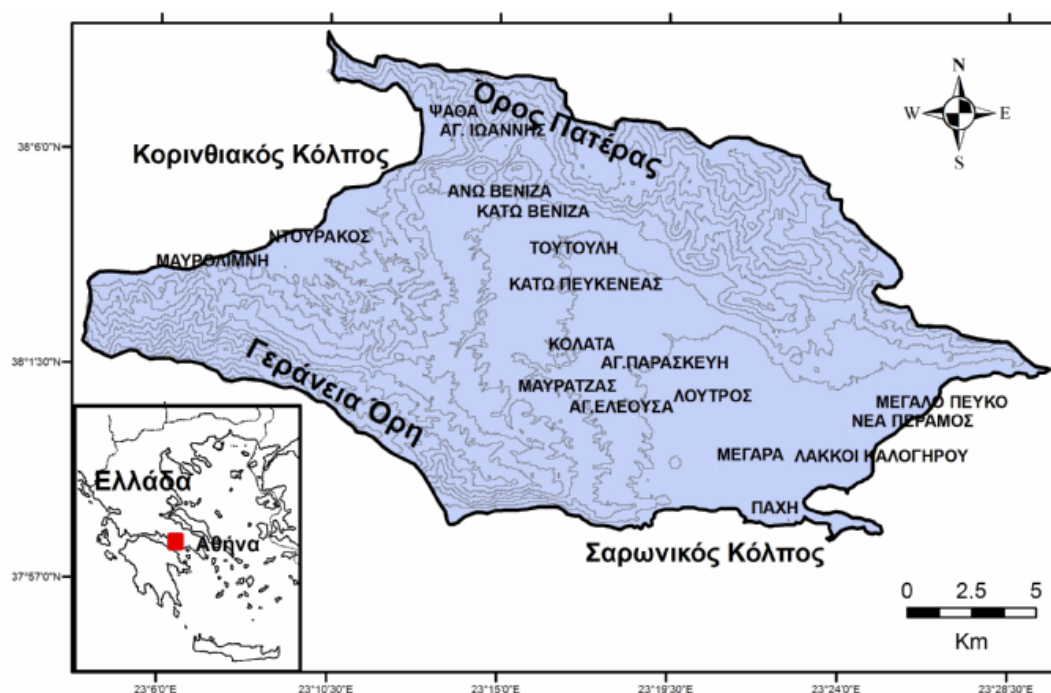 N
W E
S
Όρος Πατέρας
ΨΑΘΑ
ΑΓ. ΙΩΑΝΝΗΣ
38°6'0"N
Κορινθιακός Κόλπος
ΑΝΩ ΒΕΝΙΖΑ
ΚΑΤΩ ΒΕΝΙΖΑ
ΝΤΟΥΡΑΚΟΣ
ΤΟΥΤΟΥΛΗ
ΜΑΥΡΟΛΙΜΝΗ
ΚΑΤΩ ΠΕΥΚΕΝΕΑΣ
ΚΟΛΑΤΑ
38°1'30"N
ΑΓ.ΠΑΡΑΣΚΕΥΗ
Γεράνεια Όρη
ΜΑΥΡΑΤΖΑΣ
ΛΟΥΤΡΟΣ
ΑΓ.ΕΛΕΟΥΣΑ
ΜΕΓΑΛΟ ΠΕΥΚΟ
ΝΕΑ ΠΕΡΑΜΟΣ
ΜΕΓΑΡΑ
ΛΑΚΚΟΙ ΚΑΛΟΓΗΡΟΥ
Ελλάδα
ΠΑΧΗ
Αθήνα
Σαρωνικός Κόλπος
37°57'0"N
0 2.5 5
Km
23°6'0"E 23°10'30"E 23°15'0"E 23°19'30"E 23°24'0"E 23°28'30"E